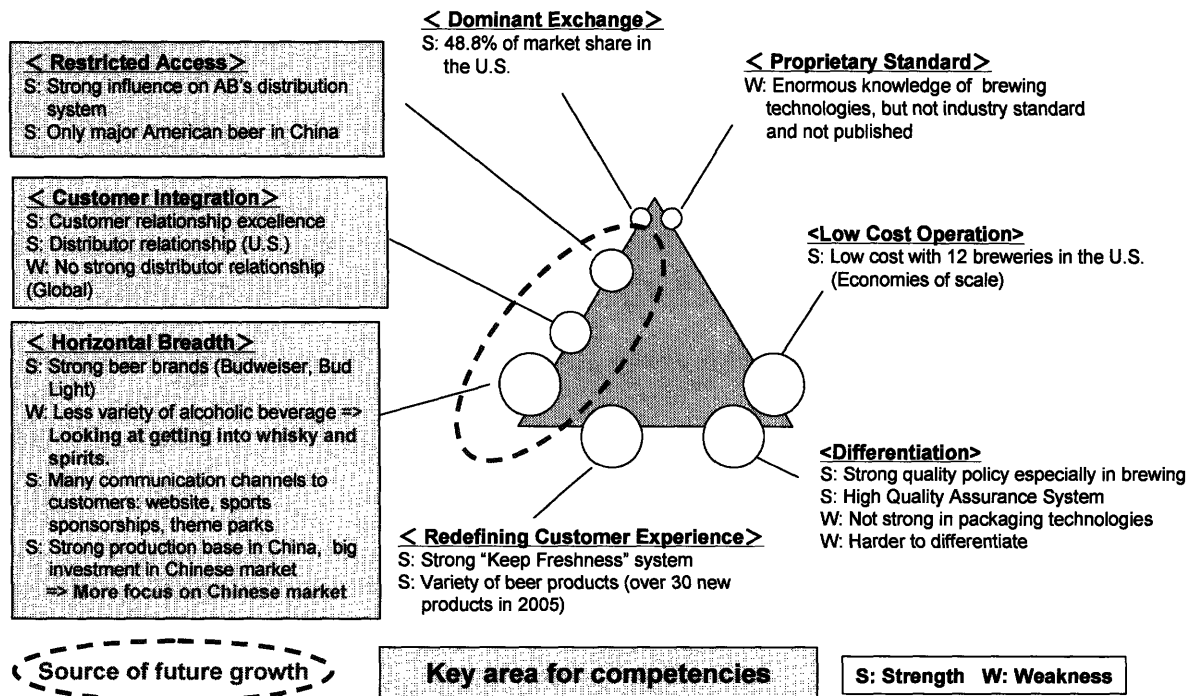 < Dominant Exchange>
S: 48.8% of market share in
the U.S.
< Restricted Access>
S: Strong influence on AB's distribution
system
S: Only major American beer in China
< Proprietary Standard>
W: Enormous knowledge of brewing
technologies, but not industry standard
and not published
< Customer Integration>
S: Customer relationship excellence
S: Distributor relationship (U.S.)
W: No strong distributor relationship
(Global)
<Low Cost Operation>
S: Low cost with 12 breweries in the U.S.
(Economies of scale)
< Horizontal Breadth>
S: Strong beer brands (Budweiser, Bud
Light)
W: Less variety of alcoholic beverage =>
Looking at getting into whisky and
spirits.
S: Many communication channels to
customers: website, sports
sponsorships, theme parks
S: Strong production base in China, big
investment in Chinese market
=> More focus on Chinese market
< Redefining Customer Experience>
S: Strong "Keep Freshness" system
S: Variety of beer products (over 30 new
products in 2005)
<Differentiation>
S: Strong quality policy especially in brewing
S: High Quality Assurance System
W: Not strong in packaging technologies
W: Harder to differentiate
Source of future growth
Key area for competencies
S: Strength W: Weakness